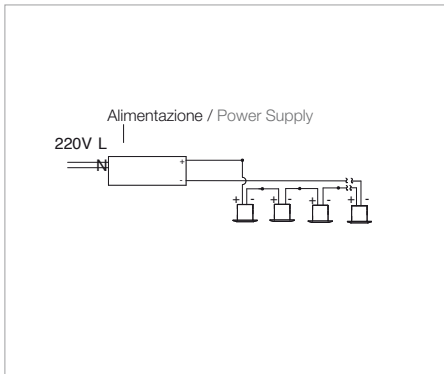 Alimentazione / Power Supply
220V L
N
+
-
+ - + - + - + -